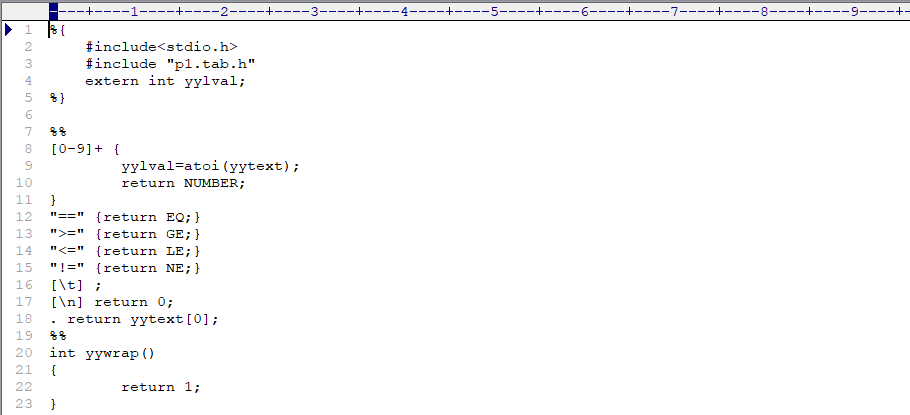 ----+----1----+----2----+----3----+----4----+----5----+----6----+----7----+----8----+----9----+
1 %{
2     #include<stdio.h>
3     #include "p1.tab.h"
4     extern int yylval;
5 %}
6
7 %%
8 [0-9]+ {
9         yylval=atoi(yytext);
10         return NUMBER;
11 }
12 "==" {return EQ;}
13 ">=" {return GE;}
14 "<=" {return LE;}
15 "!=" {return NE;}
16 [\t] ;
17 [\n] return 0;
18 . return yytext[0];
19 %%
20 int yywrap()
21 {
22         return 1;
23 }